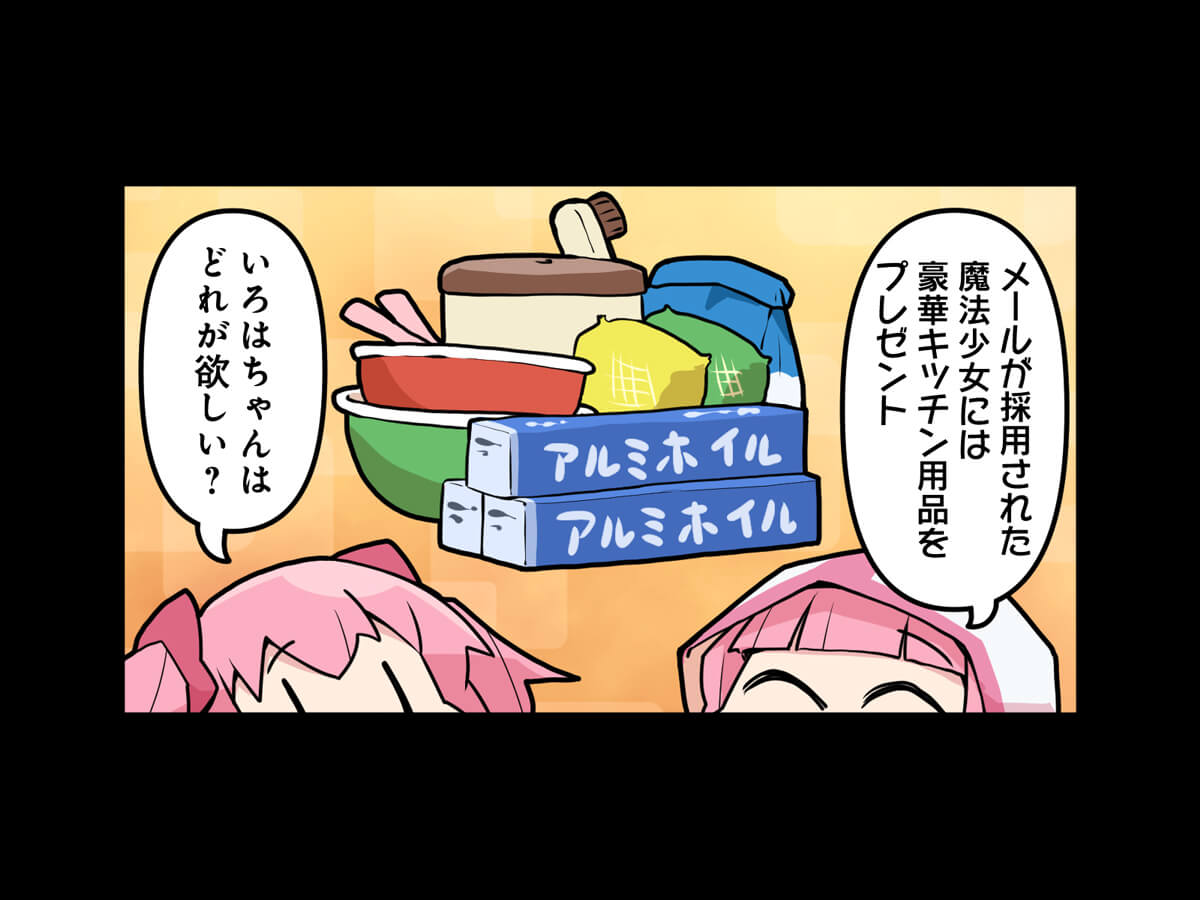 メールが採用された
魔法少女には
豪華キッチン用品を
プレゼント
いろはちゃんは
どれが欲しい？
アルミホイル
アルミホイル